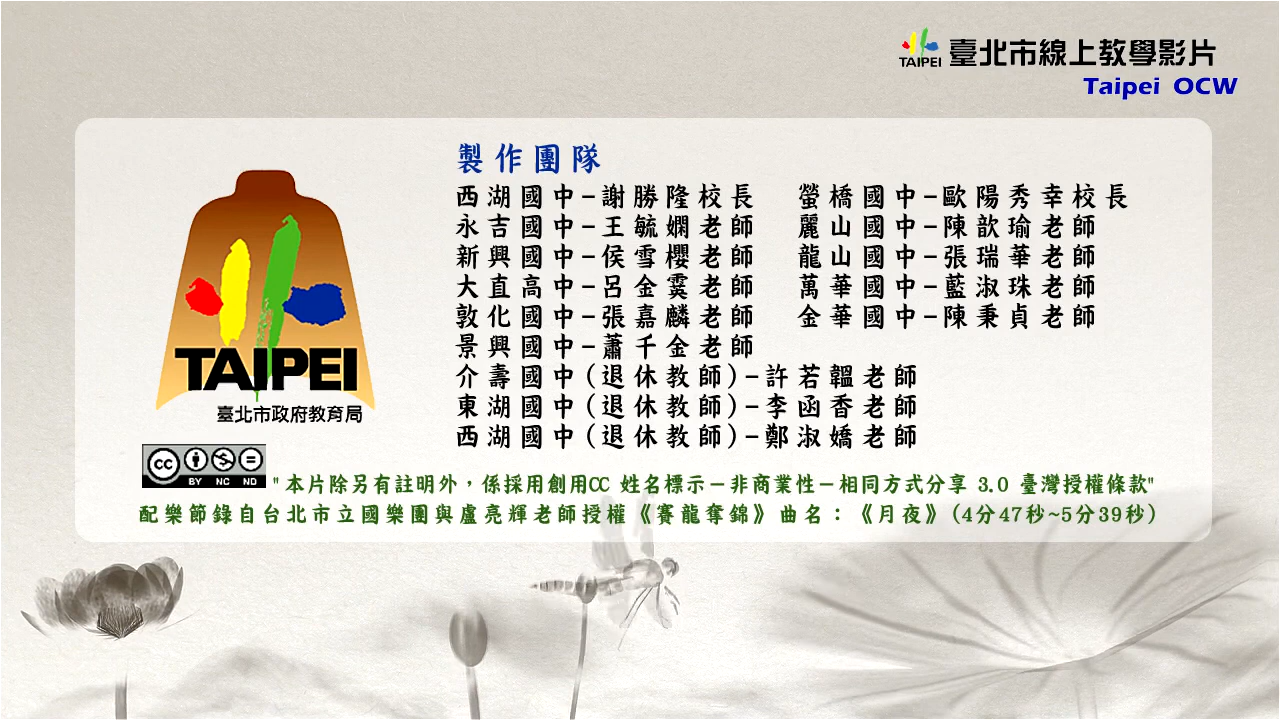 TAIPEI 臺北市線上教學影片
Taipei OCW
製作團隊
西湖國中-謝勝隆校長 螢橋國中-歐陽秀幸校長
永吉國中-王毓嫻老師 麗山國中-陳歆瑜老師
新興國中-侯雪櫻老師 龍山國中-張瑞華老師
大直高中-呂金霙老師 萬華國中-藍淑珠老師
敦化國中-張嘉麟老師 金華國中-陳秉貞老師
景興國中-蕭千金老師
介壽國中(退休教師)-許若韞老師
東湖國中(退休教師)-李函香老師
西湖國中(退休教師)-鄭淑嬌老師
TAIPEI
臺北市政府教育局
cc BY NC ND
"本片除另有註明外，係採用創用CC 姓名標示－非商業性－相同方式分享 3.0 臺灣授權條款"
配樂節錄自台北市立國樂團與盧亮輝老師授權《賽龍奪錦》曲名：《月夜》(4分47秒~5分39秒)